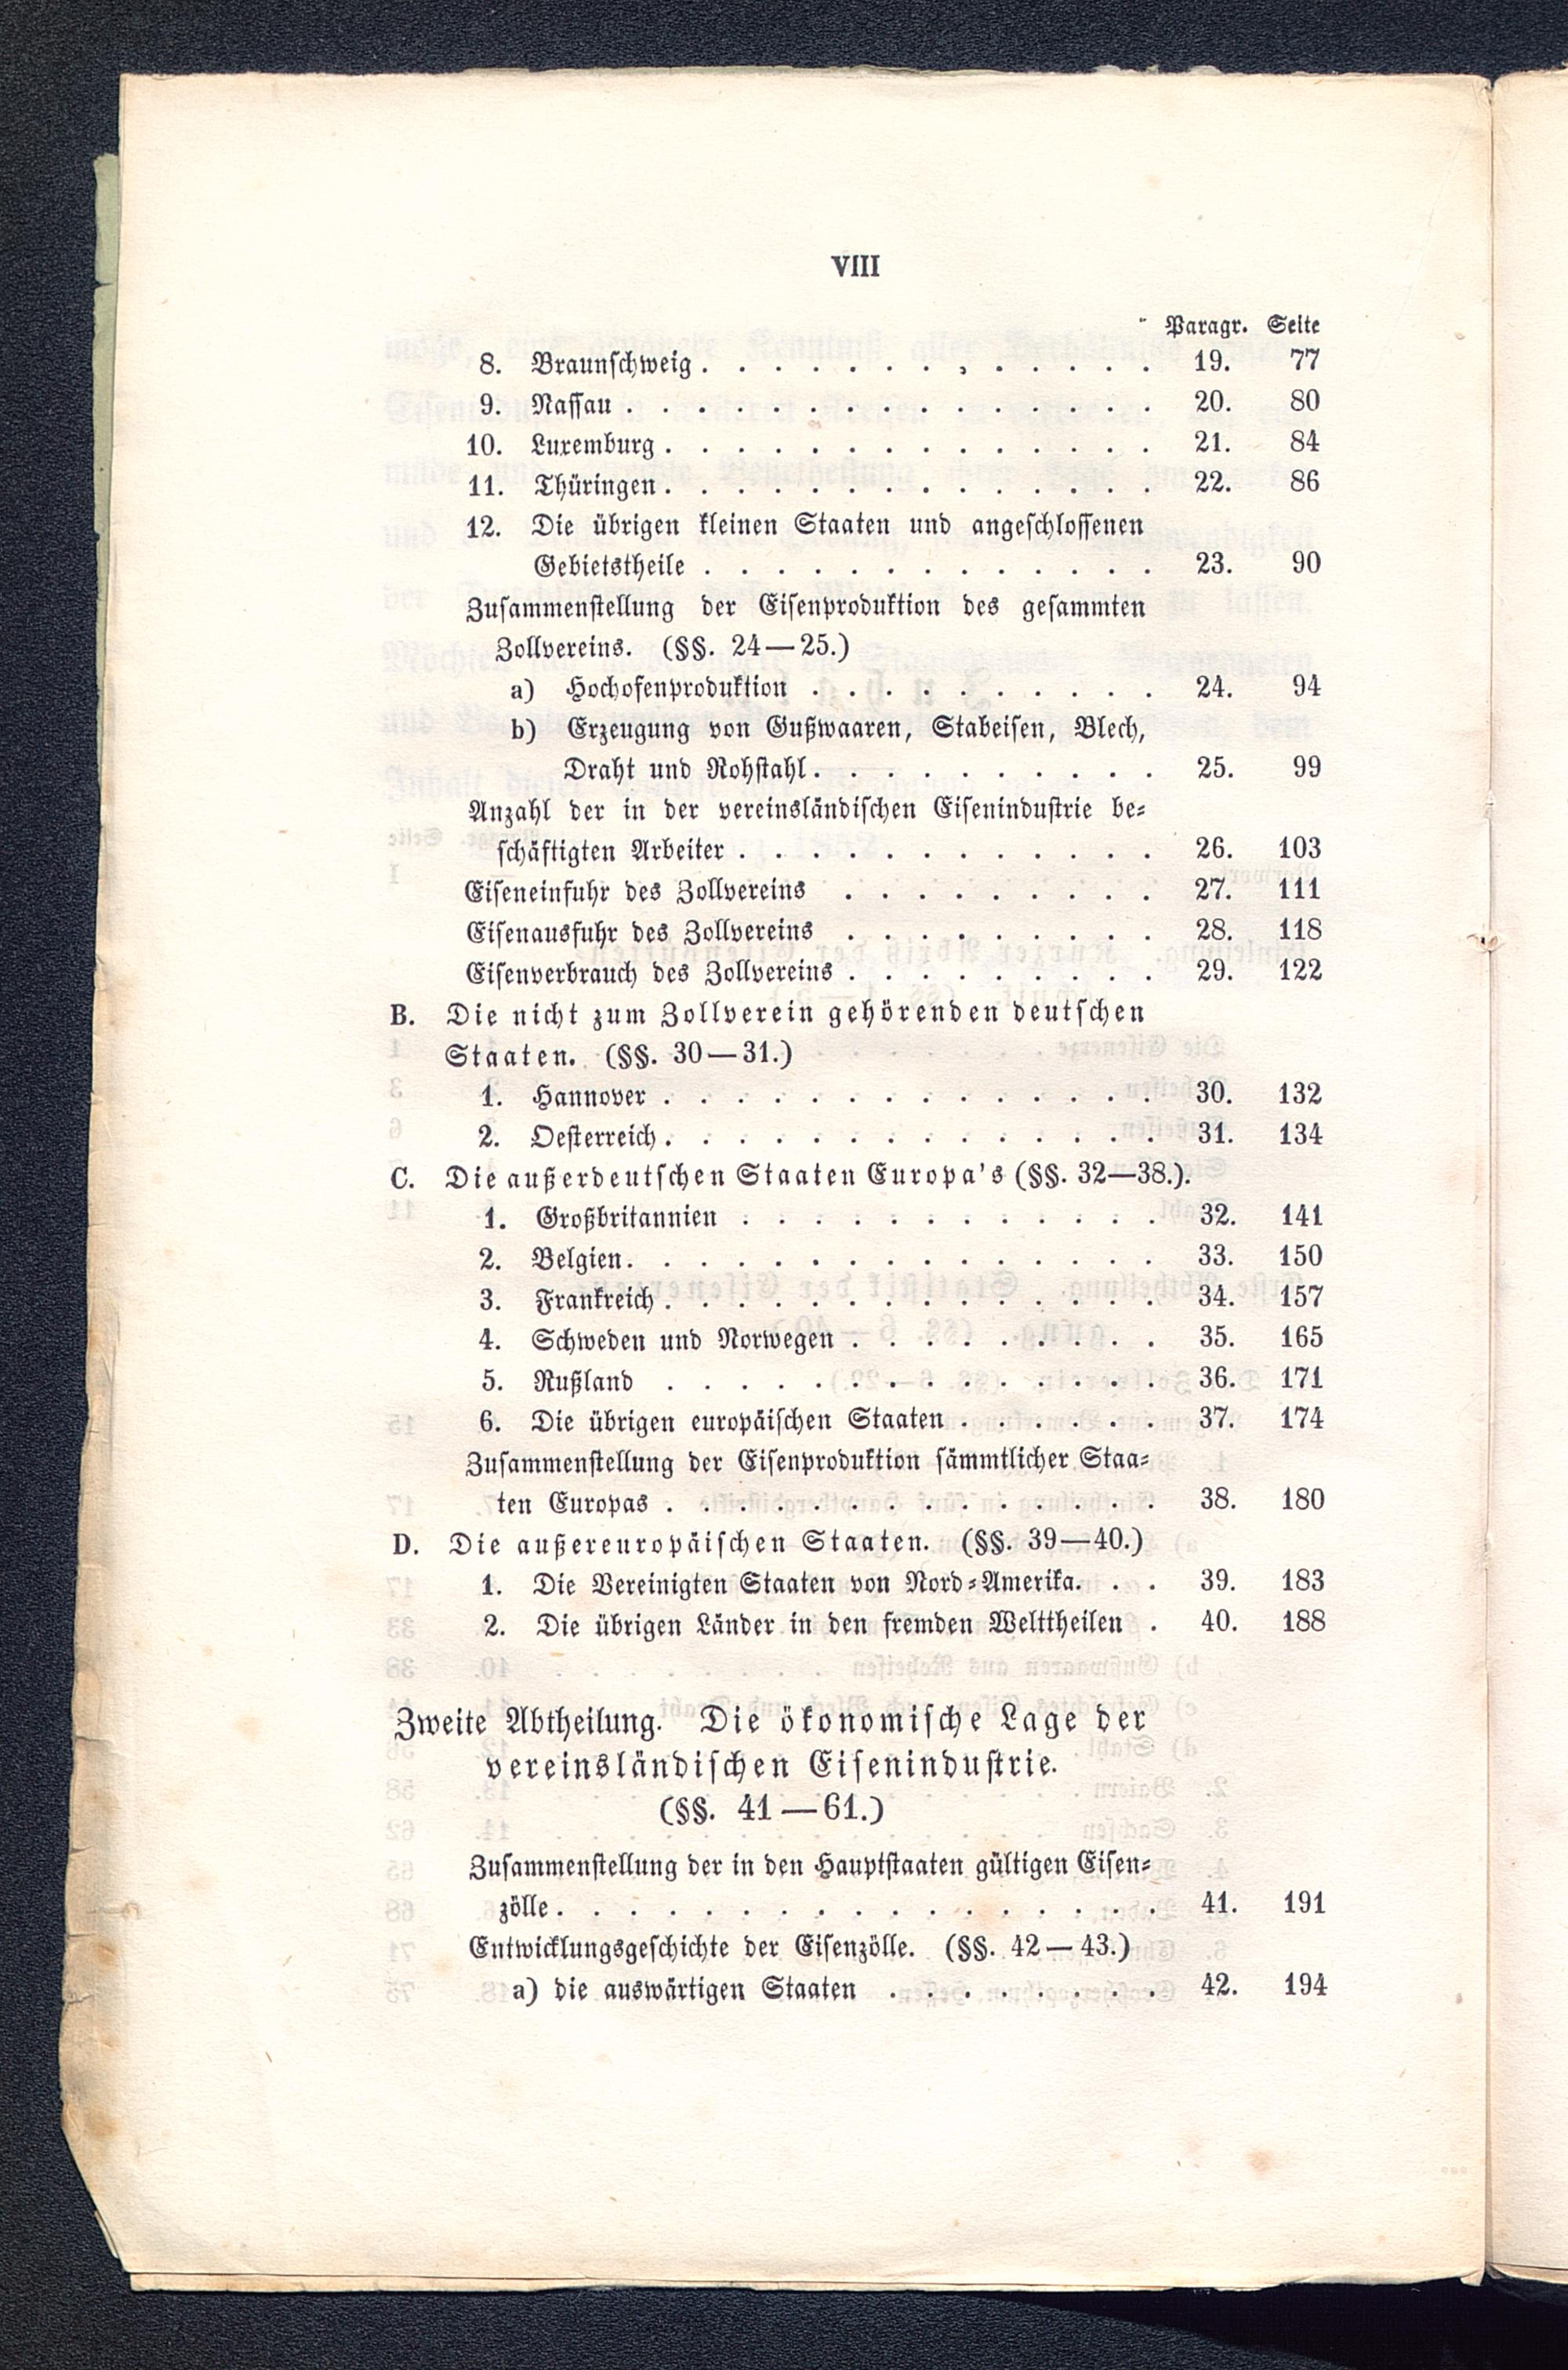 VIII
Paragr. Seite
8. Braunschweig . . . . . . . . . . . . . 19. 77
9. Nassau . . . . . . . . . . . . . . . 20. 80
10. Luxemburg . . . . . . . . . . . . . . 21. 84
11. Thüringen . . . . . . . . . . . . . . 22. 86
12. Die übrigen kleinen Staaten und angeschlossenen
Gebietstheile . . . . . . . . . . . . . 23. 90
Zusammenstellung der Eisenproduktion des gesammten
Zollvereins. (§§. 24—25.)
a) Hochofenproduktion . . . . . . . . . . 24. 94
b) Erzeugung von Gußwaaren, Stabeisen, Blech,
Draht und Rohstahl . . . . . . . . . . 25. 99
Anzahl der in der vereinsländischen Eisenindustrie be-
schäftigten Arbeiter . . . . . . . . . . . . 26. 103
Eiseneinfuhr des Zollvereins . . . . . . . . . 27. 111
Eisenausfuhr des Zollvereins . . . . . . . . . 28. 118
Eisenverbrauch des Zollvereins . . . . . . . . . 29. 122
B. Die nicht zum Zollverein gehörenden deutschen
Staaten. (§§. 30—31.)
1. Hannover . . . . . . . . . . . . . . 30. 132
2. Oesterreich . . . . . . . . . . . . . . 31. 134
C. Die außerdeutschen Staaten Europa's (§§. 32—38.).
1. Großbritannien . . . . . . . . . . . . 32. 141
2. Belgien . . . . . . . . . . . . . . . 33. 150
3. Frankreich . . . . . . . . . . . . . . 34. 157
4. Schweden und Norwegen . . . . . . . . . 35. 165
5. Rußland . . . . . . . . . . . . . . 36. 171
6. Die übrigen europäischen Staaten . . . . . . 37. 174
Zusammenstellung der Eisenproduktion sämmtlicher Staa-
ten Europas . . . . . . . . . . . . . . 38. 180
D. Die außereuropäischen Staaten. (§§. 39—40.)
1. Die Vereinigten Staaten von Nord-Amerika . . . 39. 183
2. Die übrigen Länder in den fremden Welttheilen . 40. 188
Zweite Abtheilung. Die ökonomische Lage der
vereinsländischen Eisenindustrie.
(§§. 41—61.)
Zusammenstellung der in den Hauptstaaten gültigen Eisen-
zölle . . . . . . . . . . . . . . . . . 41. 191
Entwicklungsgeschichte der Eisenzölle. (§§. 42—43.)
a) die auswärtigen Staaten . . . . . . . . 42. 194